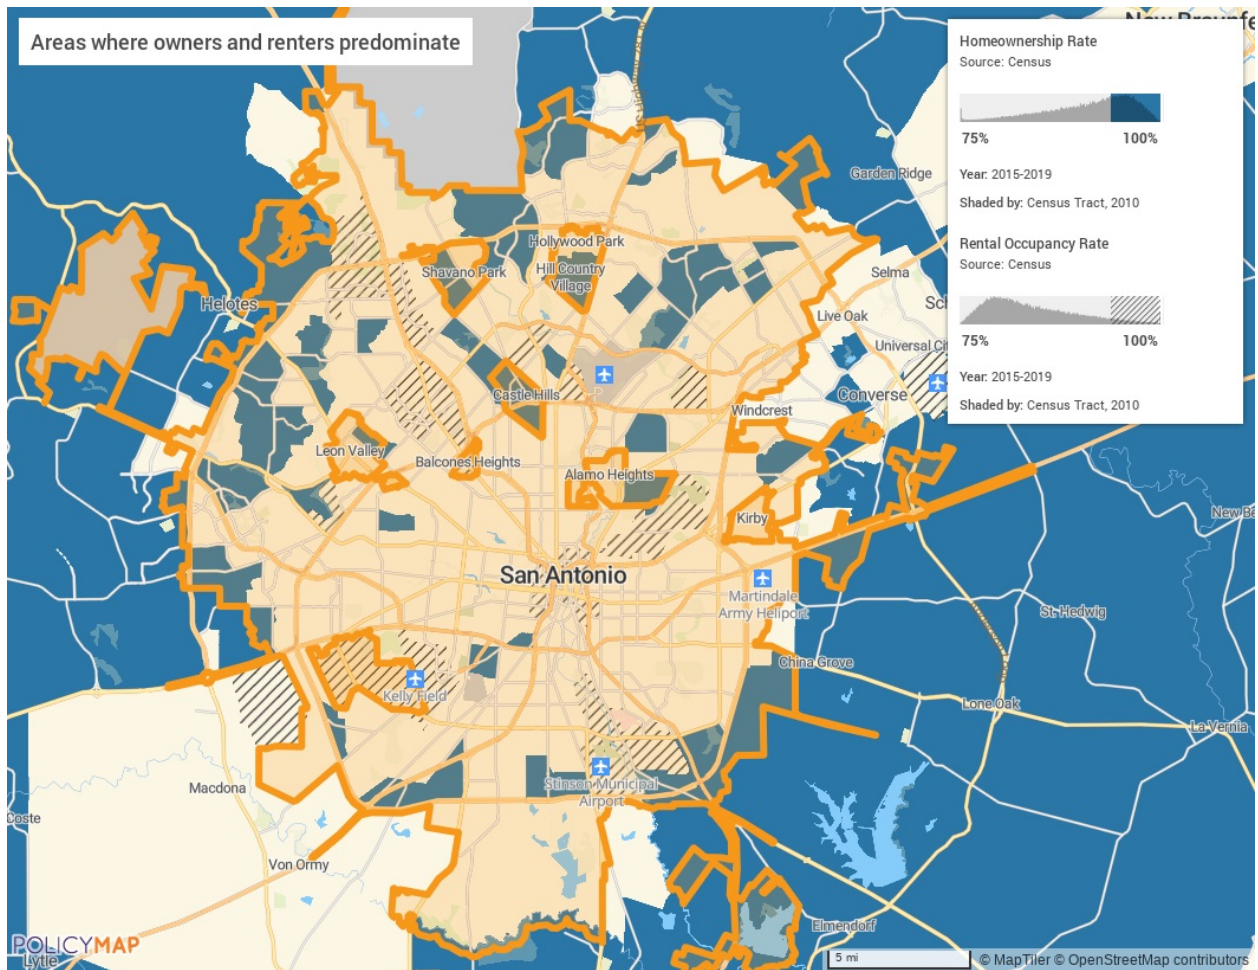 Areas where owners and renters predominate
Homeownership Rate
Source: Census
75% 100%
Year: 2015-2019
Shaded by: Census Tract, 2010
Rental Occupancy Rate
Source: Census
75% 100%
Year: 2015-2019
Shaded by: Census Tract, 2010
Garden Ridge
Hollywood Park
Shavano Park
Hill Country
Village
Selma
Helotes
Live Oak
Universal Cit
Castle Hills
Converse
Windcrest
Leon Valley
Balcones Heights
Alamo Heights
Kirby
San Antonio
Martindale
Army Heliport
St. Hedwig
China Grove
Kelly Field
Lone Oak
La Vernia
Macdona
Stinson Municipal
Airport
Coste
Von Ormy
Elmendorf
POLICYMAP
Lytle
5 mi
© MapTiler © OpenStreetMap contributors